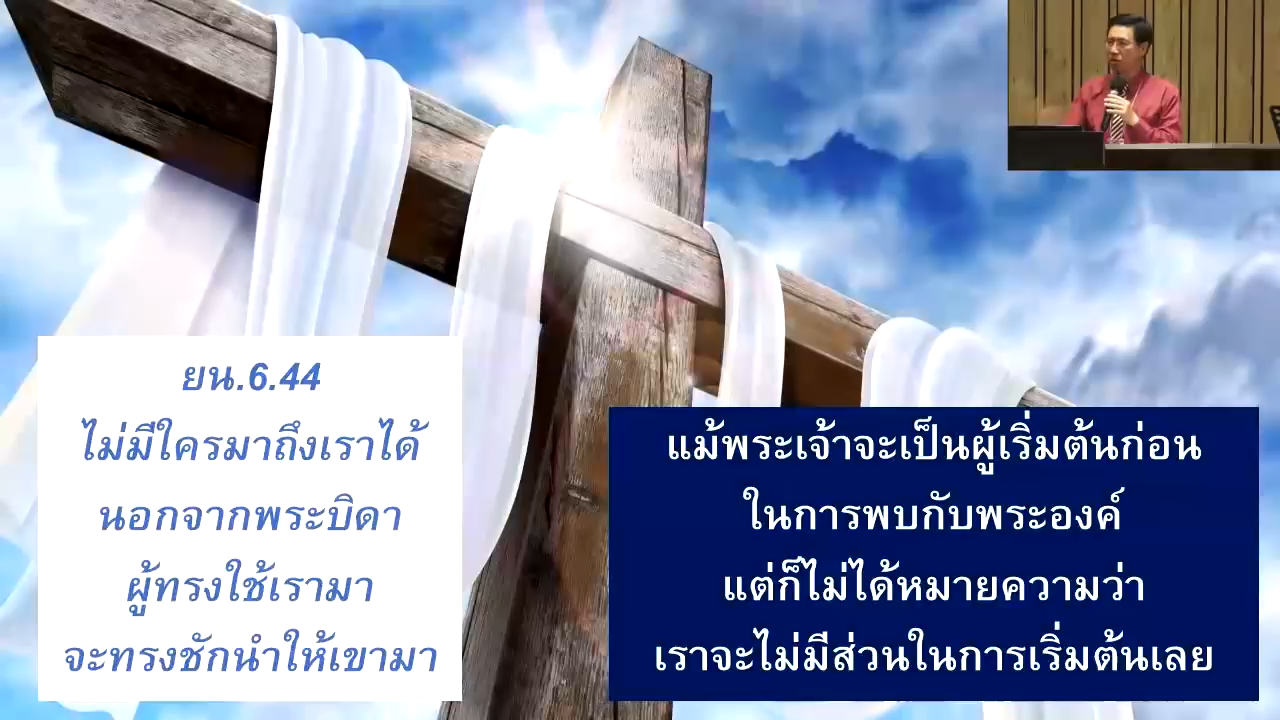 ยน.6.44
ไม่มีใครมาถึงเราได้
นอกจากพระบิดา
ผู้ทรงใช้เรามา
จะทรงชักนำให้เขามา
แม้พระเจ้าจะเป็นผู้เริ่มต้นก่อน
ในการพบกับพระองค์
แต่ก็ไม่ได้หมายความว่า
เราจะไม่มีส่วนในการเริ่มต้นเลย